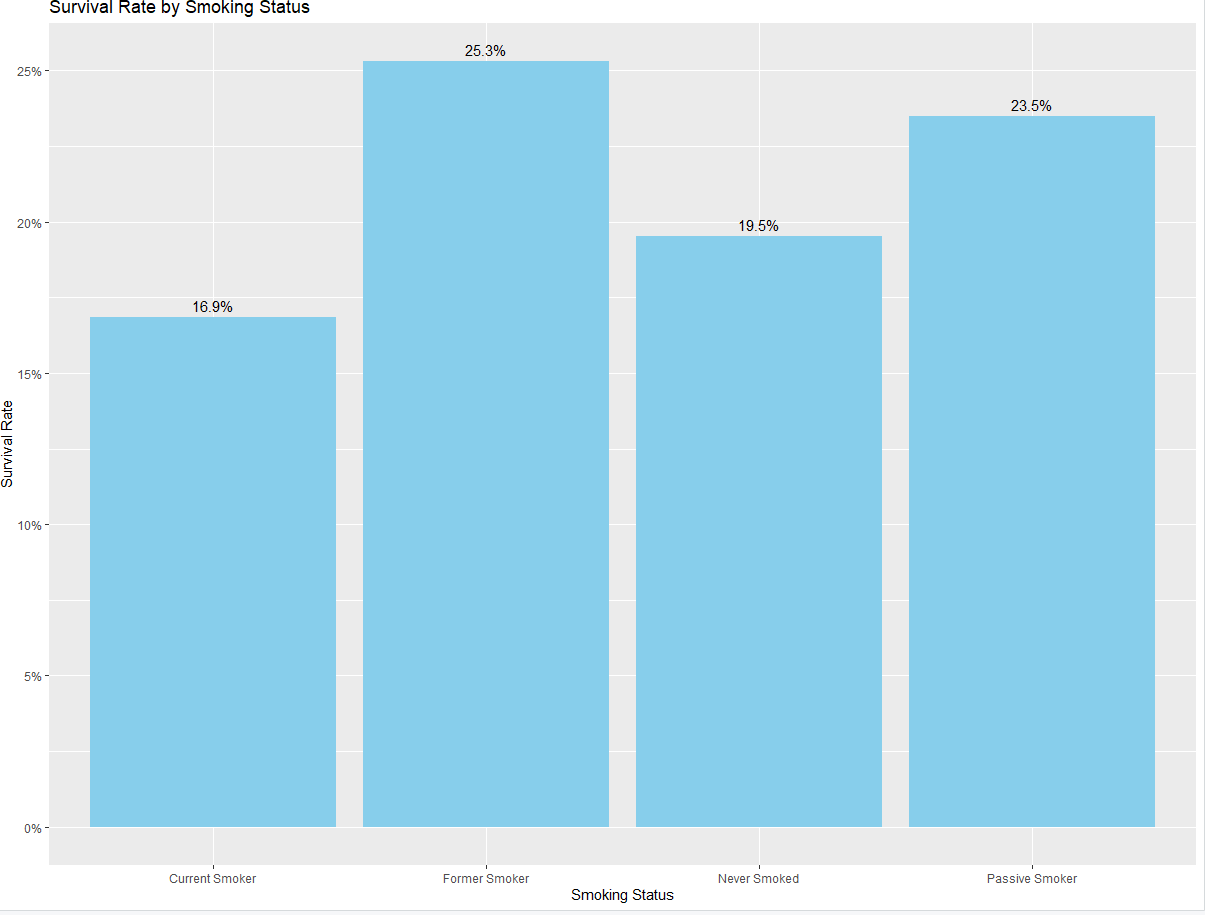 Survival Rate by Smoking Status
25.3%
25%
23.5%
20%
19.5%
16.9%
15%
Survival Rate
10%
5%
0%
Current Smoker Former Smoker Never Smoked Passive Smoker
Smoking Status